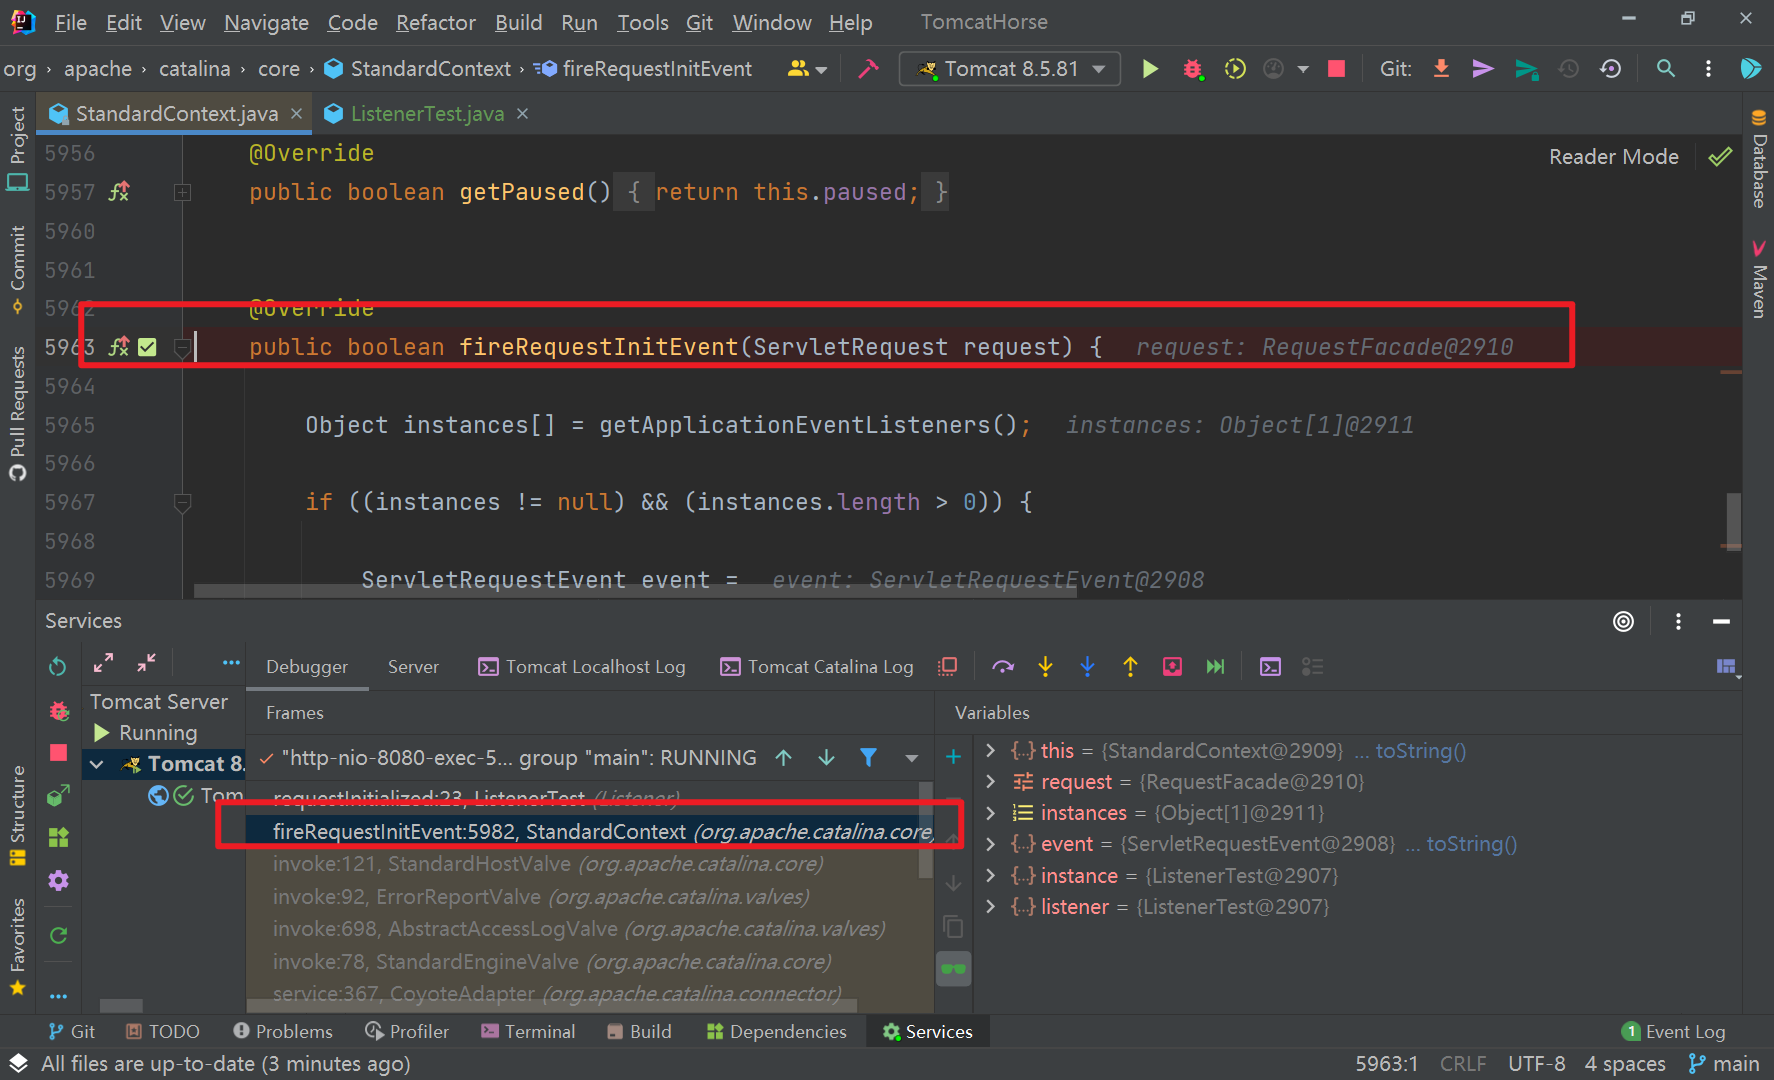 File Edit View Navigate Code Refactor Build Run Tools Git Window Help TomcatHorse
org › apache › catalina › core › StandardContext › fireRequestInitEvent Tomcat 8.5.81 Git:
StandardContext.java × ListenerTest.java ×
Reader Mode
5956 @Override
5957 public boolean getPaused() { return this.paused; }
5960
5961
5962 @Override
5963 public boolean fireRequestInitEvent(ServletRequest request) { request: RequestFacade@2910
5964
5965 Object instances[] = getApplicationEventListeners(); instances: Object[1]@2911
5966
5967 if ((instances != null) && (instances.length > 0)) {
5968
5969 ServletRequestEvent event = event: ServletRequestEvent@2908
Project
Commit
Pull Requests
Structure
Favorites
Database
Maven
Services
Debugger Server Tomcat Localhost Log Tomcat Catalina Log
Tomcat Server
Running
Tomcat 8.
Tom
Frames
"http-nio-8080-exec-5... group "main": RUNNING
requestInitialized:23, ListenerTest (Listener)
fireRequestInitEvent:5982, StandardContext (org.apache.catalina.core
invoke:121, StandardHostValve (org.apache.catalina.core)
invoke:92, ErrorReportValve (org.apache.catalina.valves)
invoke:698, AbstractAccessLogValve (org.apache.catalina.valves)
invoke:78, StandardEngineValve (org.apache.catalina.core)
service:367, CoyoteAdapter (org.apache.catalina.connector)
Variables
this = {StandardContext@2909} ... toString()
request = {RequestFacade@2910}
instances = {Object[1]@2911}
event = {ServletRequestEvent@2908} ... toString()
instance = {ListenerTest@2907}
listener = {ListenerTest@2907}
Git TODO Problems Profiler Terminal Build Dependencies Services 1 Event Log
All files are up-to-date (3 minutes ago) 5963:1 CRLF UTF-8 4 spaces main